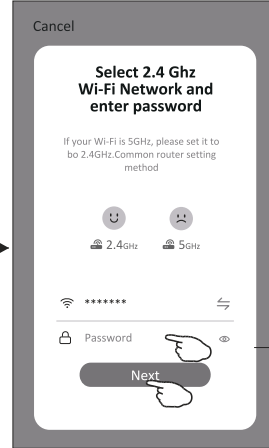 Cancel
Select 2.4 Ghz
Wi-Fi Network and
enter password
If your Wi-Fi is 5GHz, please set it to
bo 2.4GHz.Common router setting
method
2.4GHz 5GHz
*******
Password
Next